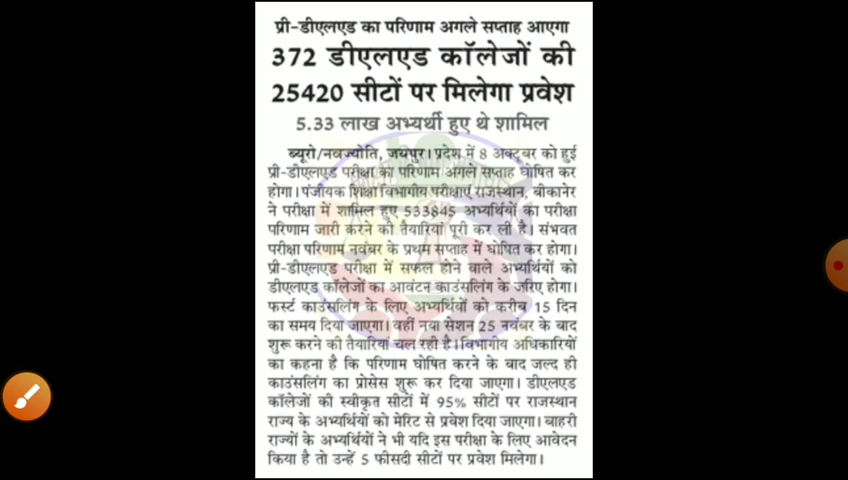 प्री-डीएलएड का परिणाम अगले सप्ताह आएगा
372 डीएलएड कॉलेजों की
25420 सीटों पर मिलेगा प्रवेश
5.33 लाख अभ्यर्थी हुए थे शामिल
ब्यूरो/नवज्योति, जयपुर। प्रदेश में 8 अक्टूबर को हुई
प्री-डीएलएड परीक्षा का परिणाम अगले सप्ताह घोषित कर
होगा। पंजीयक शिक्षा विभागीय परीक्षाएं राजस्थान, बीकानेर
ने परीक्षा में शामिल हुए 533845 अभ्यर्थियों का परीक्षा
परिणाम जारी करने की तैयारियां पूरी कर ली है। संभवत
परीक्षा परिणाम नवंबर के प्रथम सप्ताह में घोषित कर होगा।
प्री-डीएलएड परीक्षा में सफल होने वाले अभ्यर्थियों को
डीएलएड कॉलेजों का आवंटन काउंसलिंग के जरिए होगा।
फर्स्ट काउंसलिंग के लिए अभ्यर्थियों को करीब 15 दिन
का समय दिया जाएगा। वहीं नया सेशन 25 नवंबर के बाद
शुरू करने की तैयारियां चल रही है। विभागीय अधिकारियों
का कहना है कि परिणाम घोषित करने के बाद जल्द ही
काउंसलिंग का प्रोसेस शुरू कर दिया जाएगा। डीएलएड
कॉलेजों की स्वीकृत सीटों में 95% सीटों पर राजस्थान
राज्य के अभ्यर्थियों को मेरिट से प्रवेश दिया जाएगा। बाहरी
राज्यों के अभ्यर्थियों ने भी यदि इस परीक्षा के लिए आवेदन
किया है तो उन्हें 5 फीसदी सीटों पर प्रवेश मिलेगा।